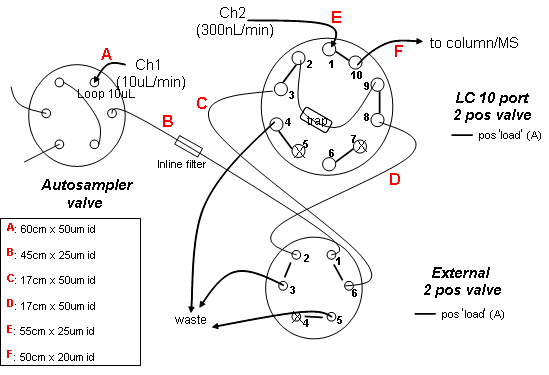 Ch2
(300nL/min)
E
F
to column/MS
A
Ch1
(10uL/min)
Loop 10uL
B
Inline filter
C
D
1
10
2
9
3
trap
8
4
5
7
6
LC 10 port
2 pos valve
pos 'load' (A)
Autosampler
valve
A: 60cm x 50um id
B: 45cm x 25um id
C: 17cm x 50um id
D: 17cm x 50um id
E: 55cm x 25um id
F: 50cm x 20um id
2
1
3
6
4
5
waste
External
2 pos valve
pos 'load' (A)